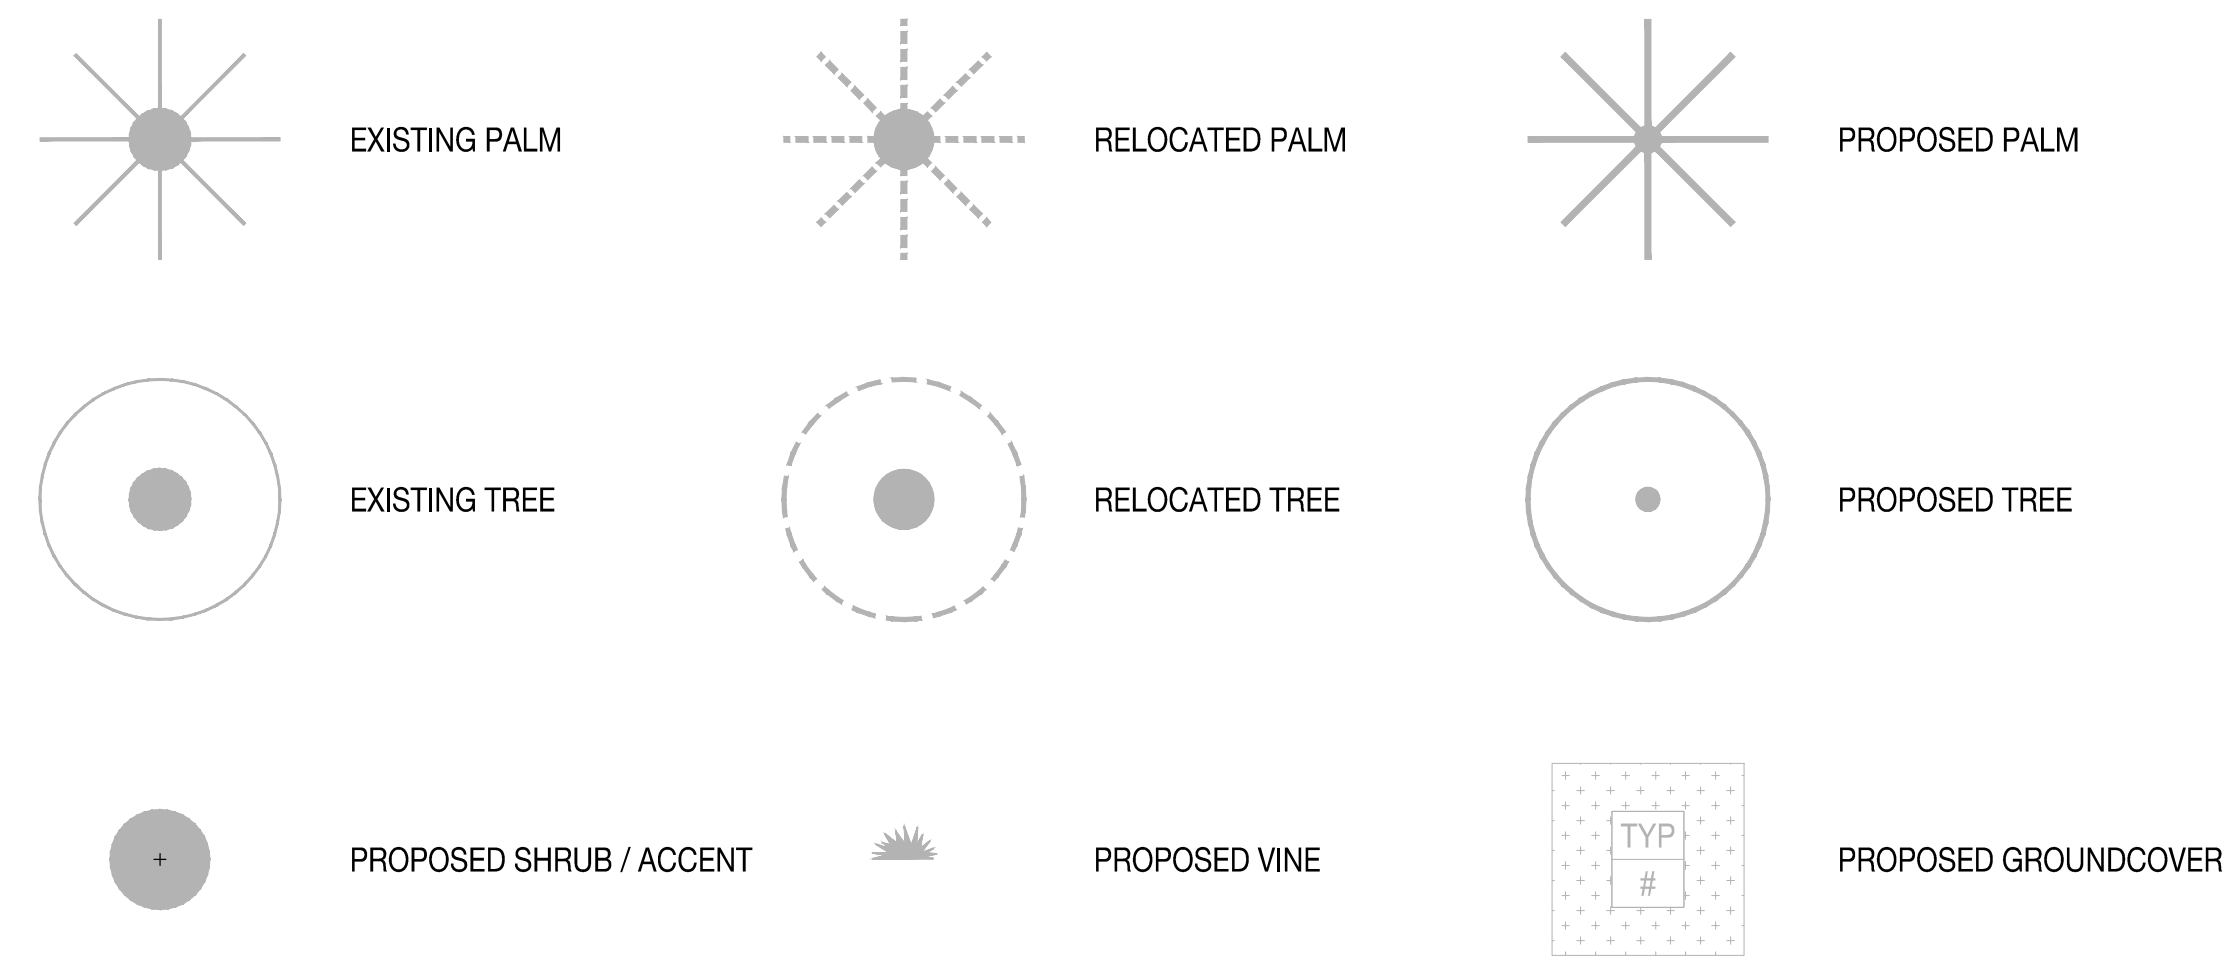 EXISTING PALM
RELOCATED PALM
PROPOSED PALM
EXISTING TREE
RELOCATED TREE
PROPOSED TREE
PROPOSED SHRUB / ACCENT
PROPOSED VINE
TYP
#
PROPOSED GROUNDCOVER